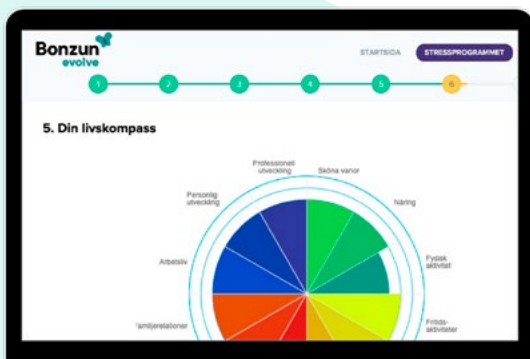 Bonzun
evolve
STARTSIDA
STRESSPROGRAMMET
1
2
3
4
5
6
5. Din livskompass
Professionell
utveckling
Sköna vanor
Personlig
utveckling
Näring
Arbetsliv
Fysisk
aktivitet
Familjerelationer
Fritids-
aktiviteter